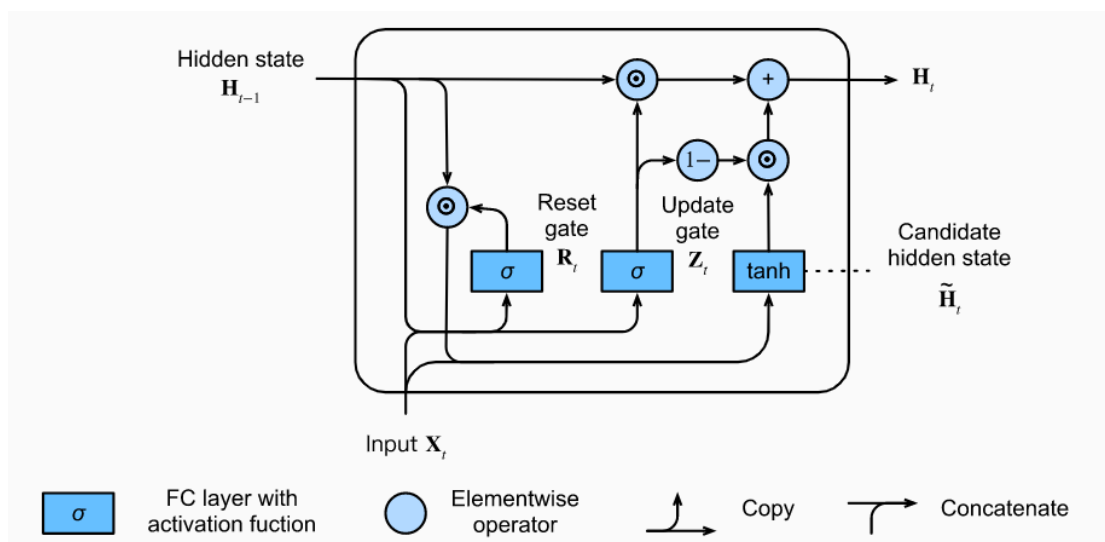 Hidden state
H_{t−1}
⊙
+
H_t
1−
⊙
⊙
Reset
gate
R_t
Update
gate
Z_t
σ
σ
tanh
Candidate
hidden state
H̃_t
Input X_t
σ
FC layer with
activation fuction
Elementwise
operator
Copy
Concatenate